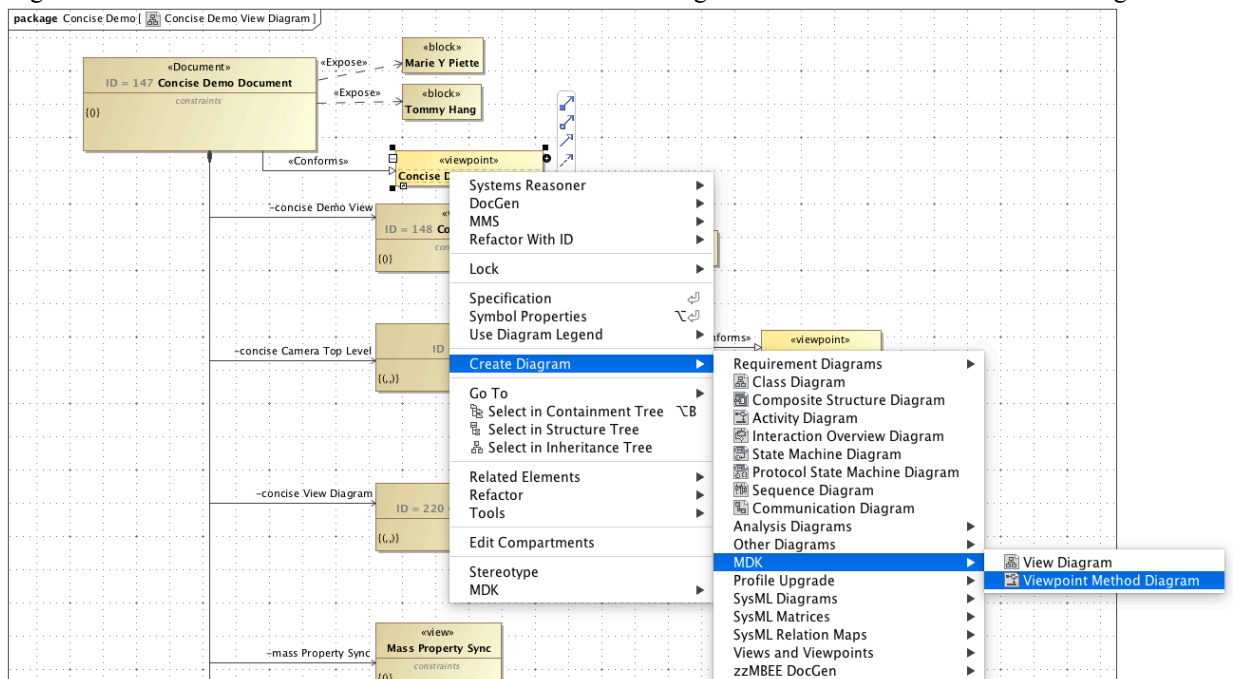 package Concise Demo [ Concise Demo View Diagram ]
«Document»
ID = 147 Concise Demo Document
constraints
{()}
«Expose»
«block»
Marie Y Piette
«Expose»
«block»
Tommy Hang
«Conforms»
«viewpoint»
Concise D
-concise Demo View
ID = 148 Co
con
{()}
-concise Camera Top Level
ID
{(,,)}
-concise View Diagram
ID = 220
{(,,)}
-mass Property Sync
«view»
Mass Property Sync
constraints
{()}
«viewpoint»
Systems Reasoner
DocGen
MMS
Refactor With ID
Lock
Specification
Symbol Properties
Use Diagram Legend
Create Diagram
Go To
Select in Containment Tree ⌥B
Select in Structure Tree
Select in Inheritance Tree
Related Elements
Refactor
Tools
Edit Compartments
Stereotype
MDK
Requirement Diagrams
Class Diagram
Composite Structure Diagram
Activity Diagram
Interaction Overview Diagram
State Machine Diagram
Protocol State Machine Diagram
Sequence Diagram
Communication Diagram
Analysis Diagrams
Other Diagrams
MDK
Profile Upgrade
SysML Diagrams
SysML Matrices
SysML Relation Maps
Views and Viewpoints
zzMBEE DocGen
View Diagram
Viewpoint Method Diagram